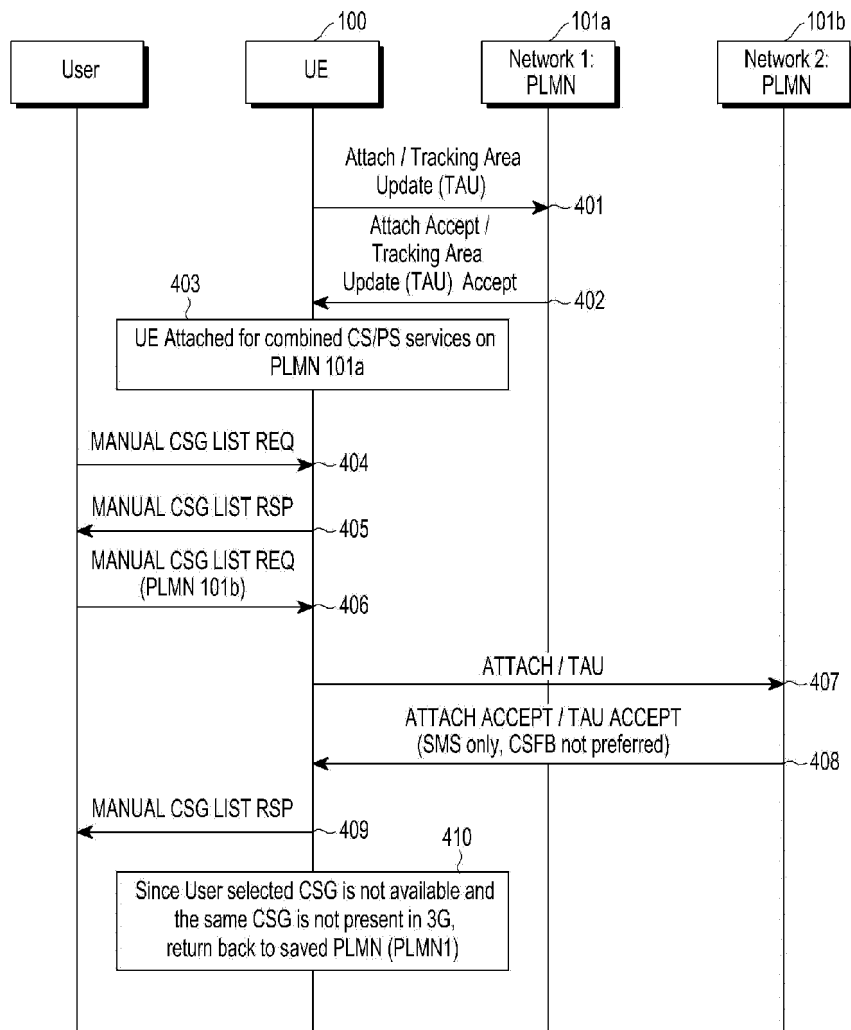 100
101a
101b
User
UE
Network 1:
PLMN
Network 2:
PLMN
Attach / Tracking Area
Update (TAU)
401
Attach Accept /
Tracking Area
Update (TAU) Accept
402
403
UE Attached for combined CS/PS services on
PLMN 101a
MANUAL CSG LIST REQ
404
MANUAL CSG LIST RSP
405
MANUAL CSG LIST REQ
(PLMN 101b)
406
ATTACH / TAU
407
ATTACH ACCEPT / TAU ACCEPT
(SMS only, CSFB not preferred)
408
MANUAL CSG LIST RSP
409
410
Since User selected CSG is not available and
the same CSG is not present in 3G,
return back to saved PLMN (PLMN1)